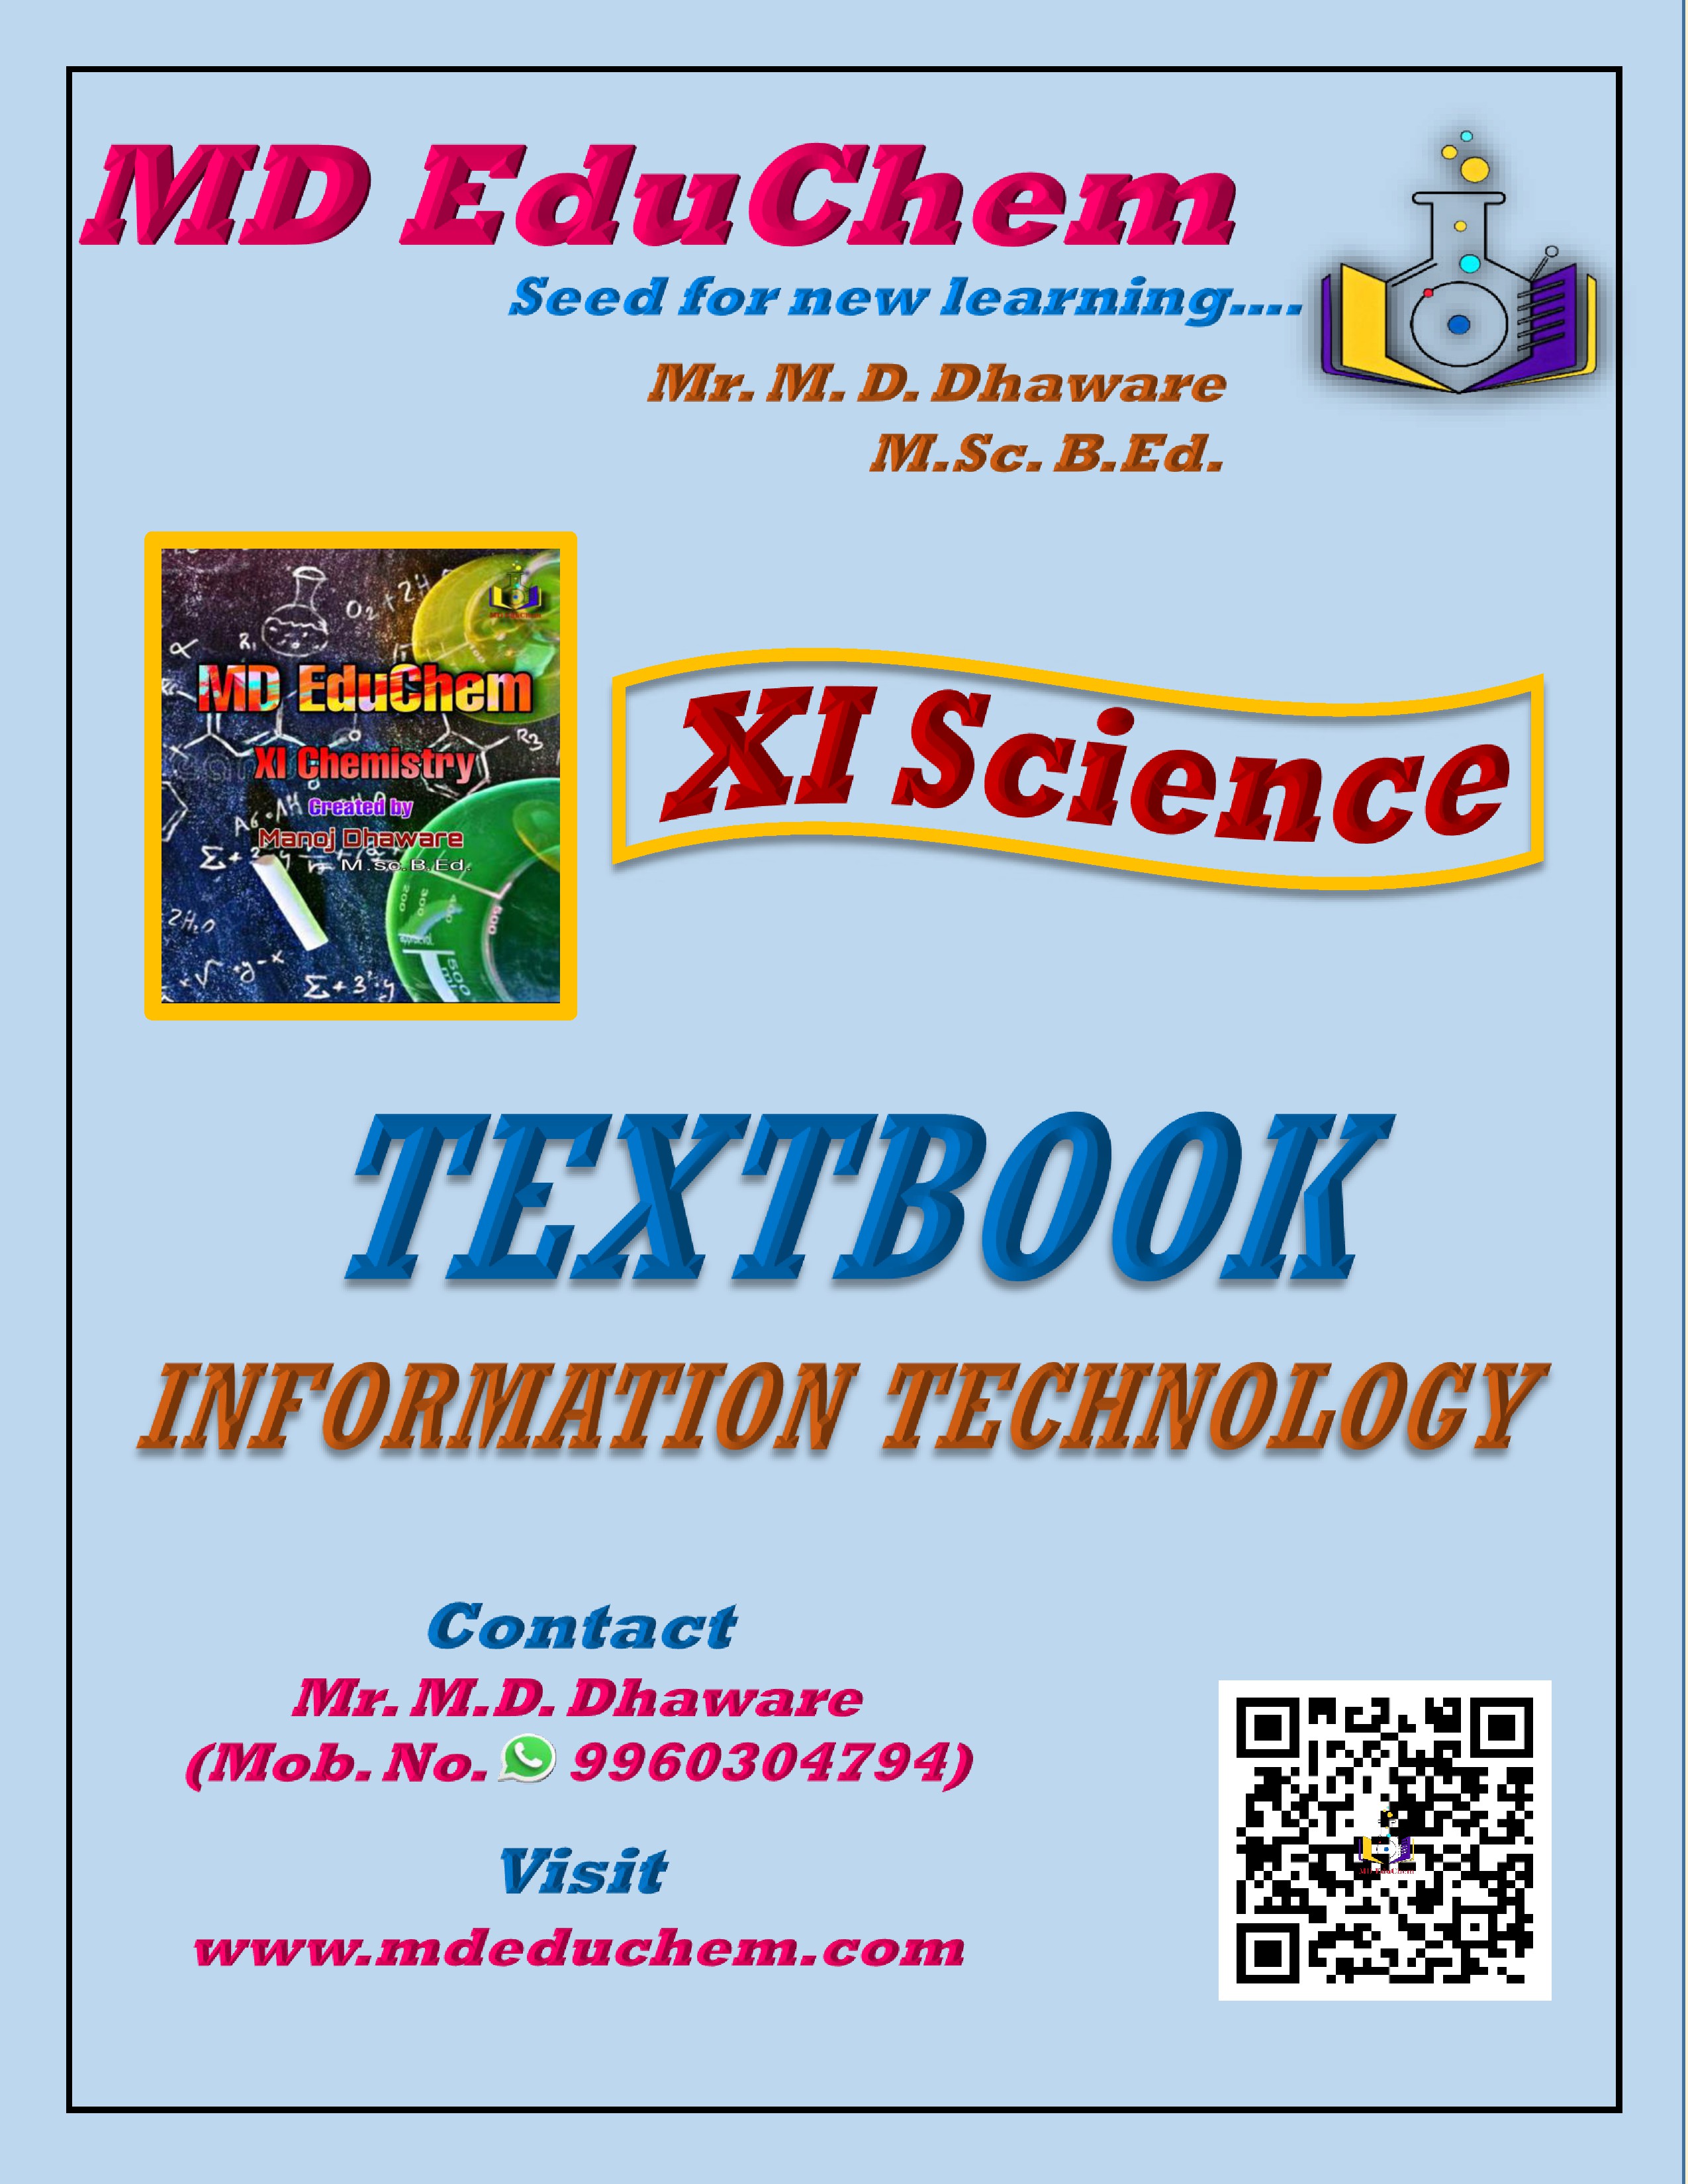 MD EduChem
Seed for new learning....
Mr. M. D. Dhaware
M.Sc. B.Ed.
MD EduChem
XI Chemistry
Created by
Manoj Dhaware
M.Sc.B.Ed.
XI Science
TEXTBOOK
INFORMATION TECHNOLOGY
Contact
Mr. M.D. Dhaware
(Mob. No. 9960304794)
Visit
www.mdeduchem.com